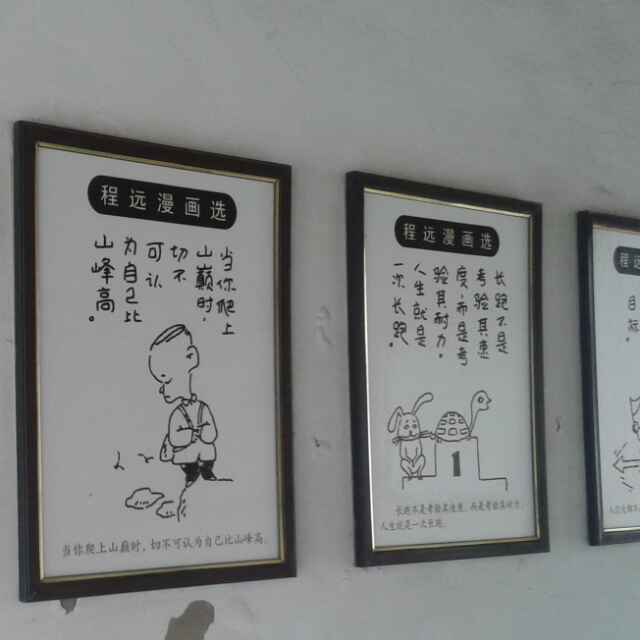 程远漫画选
当你爬上
山巅时，
切不
可认
为自己比
山峰高。
当你爬上山巅时，切不可认为自己比山峰高。
程远漫画选
长跑不是
考验其速
度，而是考
验其耐力。
人生就是
一次长跑。
长跑不是考验其速度，而是考验其耐力。
人生就是一次长跑。
程远